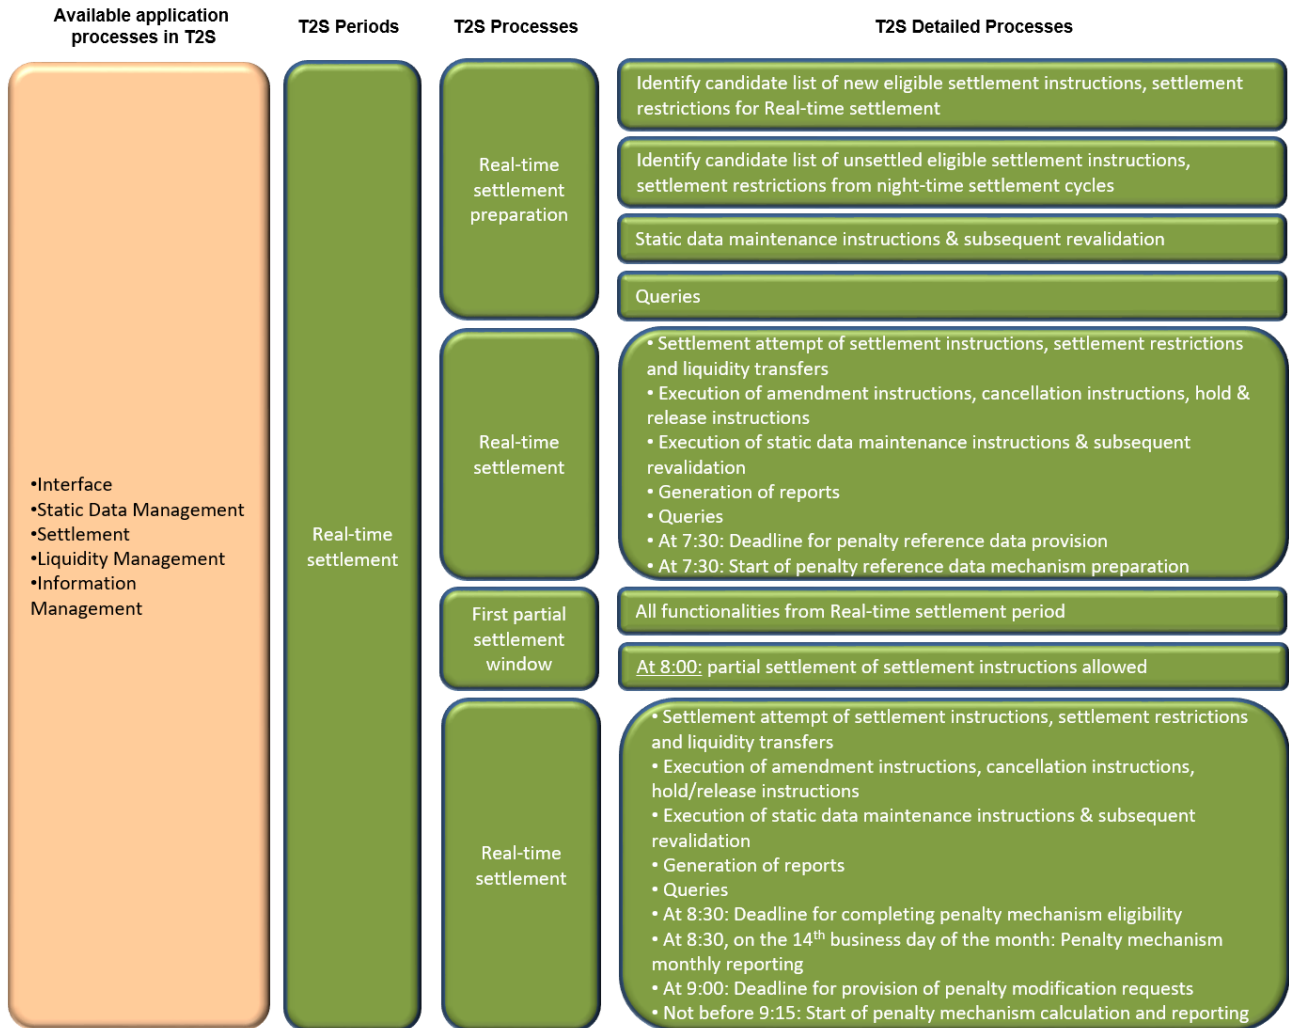 Available application
processes in T2S
T2S Periods
T2S Processes
T2S Detailed Processes
•Interface
•Static Data Management
•Settlement
•Liquidity Management
•Information
Management
Real-time
settlement
Real-time
settlement
preparation
Identify candidate list of new eligible settlement instructions, settlement
restrictions for Real-time settlement
Identify candidate list of unsettled eligible settlement instructions,
settlement restrictions from night-time settlement cycles
Static data maintenance instructions & subsequent revalidation
Queries
Real-time
settlement
• Settlement attempt of settlement instructions, settlement restrictions
and liquidity transfers
• Execution of amendment instructions, cancellation instructions, hold &
release instructions
• Execution of static data maintenance instructions & subsequent
revalidation
• Generation of reports
• Queries
• At 7:30: Deadline for penalty reference data provision
• At 7:30: Start of penalty reference data mechanism preparation
First partial
settlement
window
All functionalities from Real-time settlement period
At 8:00: partial settlement of settlement instructions allowed
Real-time
settlement
• Settlement attempt of settlement instructions, settlement restrictions
and liquidity transfers
• Execution of amendment instructions, cancellation instructions,
hold/release instructions
• Execution of static data maintenance instructions & subsequent
revalidation
• Generation of reports
• Queries
• At 8:30: Deadline for completing penalty mechanism eligibility
• At 8:30, on the 14th business day of the month: Penalty mechanism
monthly reporting
• At 9:00: Deadline for provision of penalty modification requests
• Not before 9:15: Start of penalty mechanism calculation and reporting